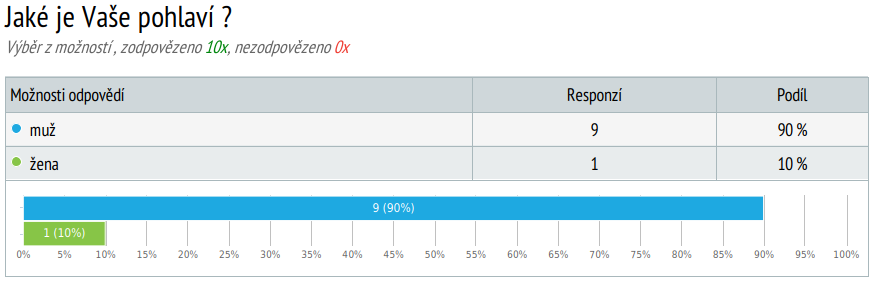 Jaké je Vaše pohlaví ?
Výběr z možností , zodpovězeno 10x, nezodpovězeno 0x
Možnosti odpovědí Responzí Podíl
muž 9 90 %
žena 1 10 %
9 (90%)
1 (10%)
0% 5% 10% 15% 20% 25% 30% 35% 40% 45% 50% 55% 60% 65% 70% 75% 80% 85% 90% 95% 100%